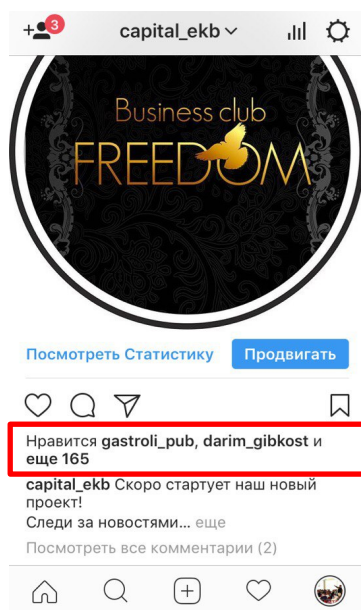 3
capital_ekb
Business club
FREEDOM
Посмотреть Статистику Продвигать
Нравится gastroli_pub, darim_gibkost и
еще 165
capital_ekb Скоро стартует наш новый
проект!
Следи за новостями... еще
Посмотреть все комментарии (2)